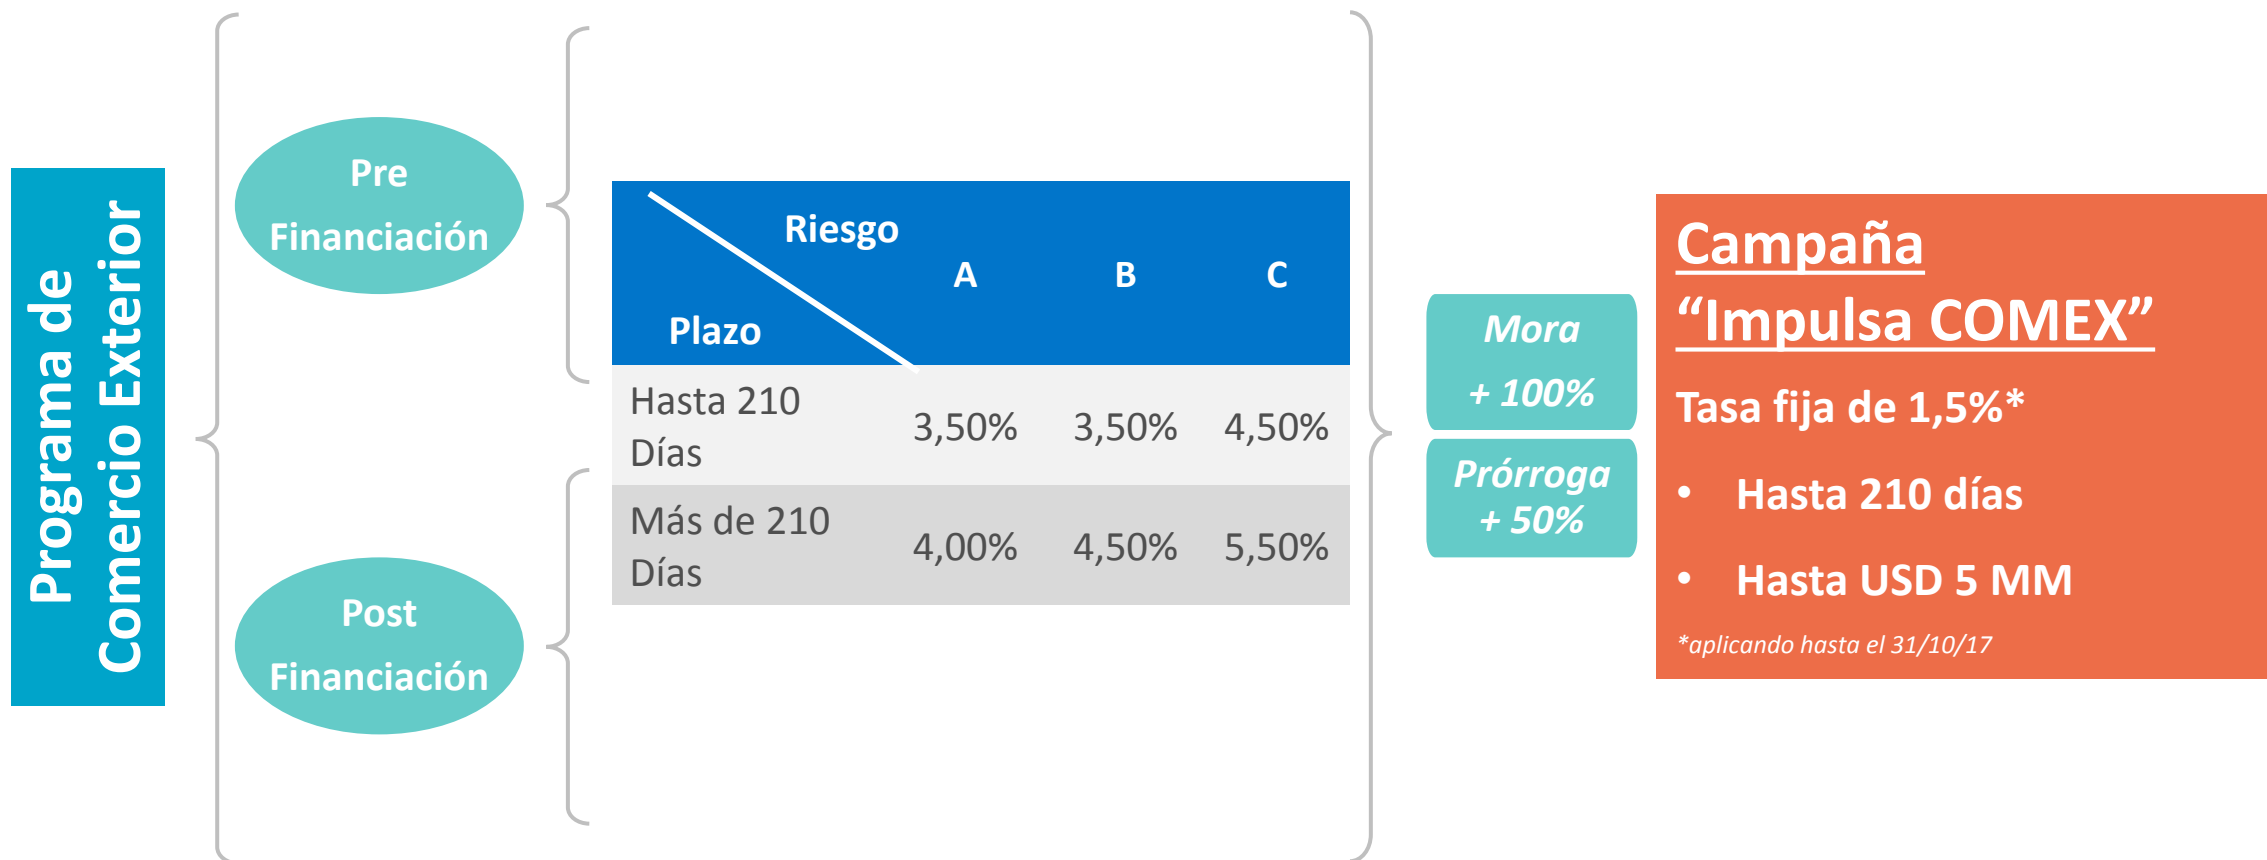 Programa de
Comercio Exterior
Pre
Financiación
Post
Financiación
Riesgo
Plazo
A B C
Hasta 210
Días
3,50% 3,50% 4,50%
Más de 210
Días
4,00% 4,50% 5,50%
Mora
+ 100%
Prórroga
+ 50%
Campaña
“Impulsa COMEX”
Tasa fija de 1,5%*
• Hasta 210 días
• Hasta USD 5 MM
*aplicando hasta el 31/10/17